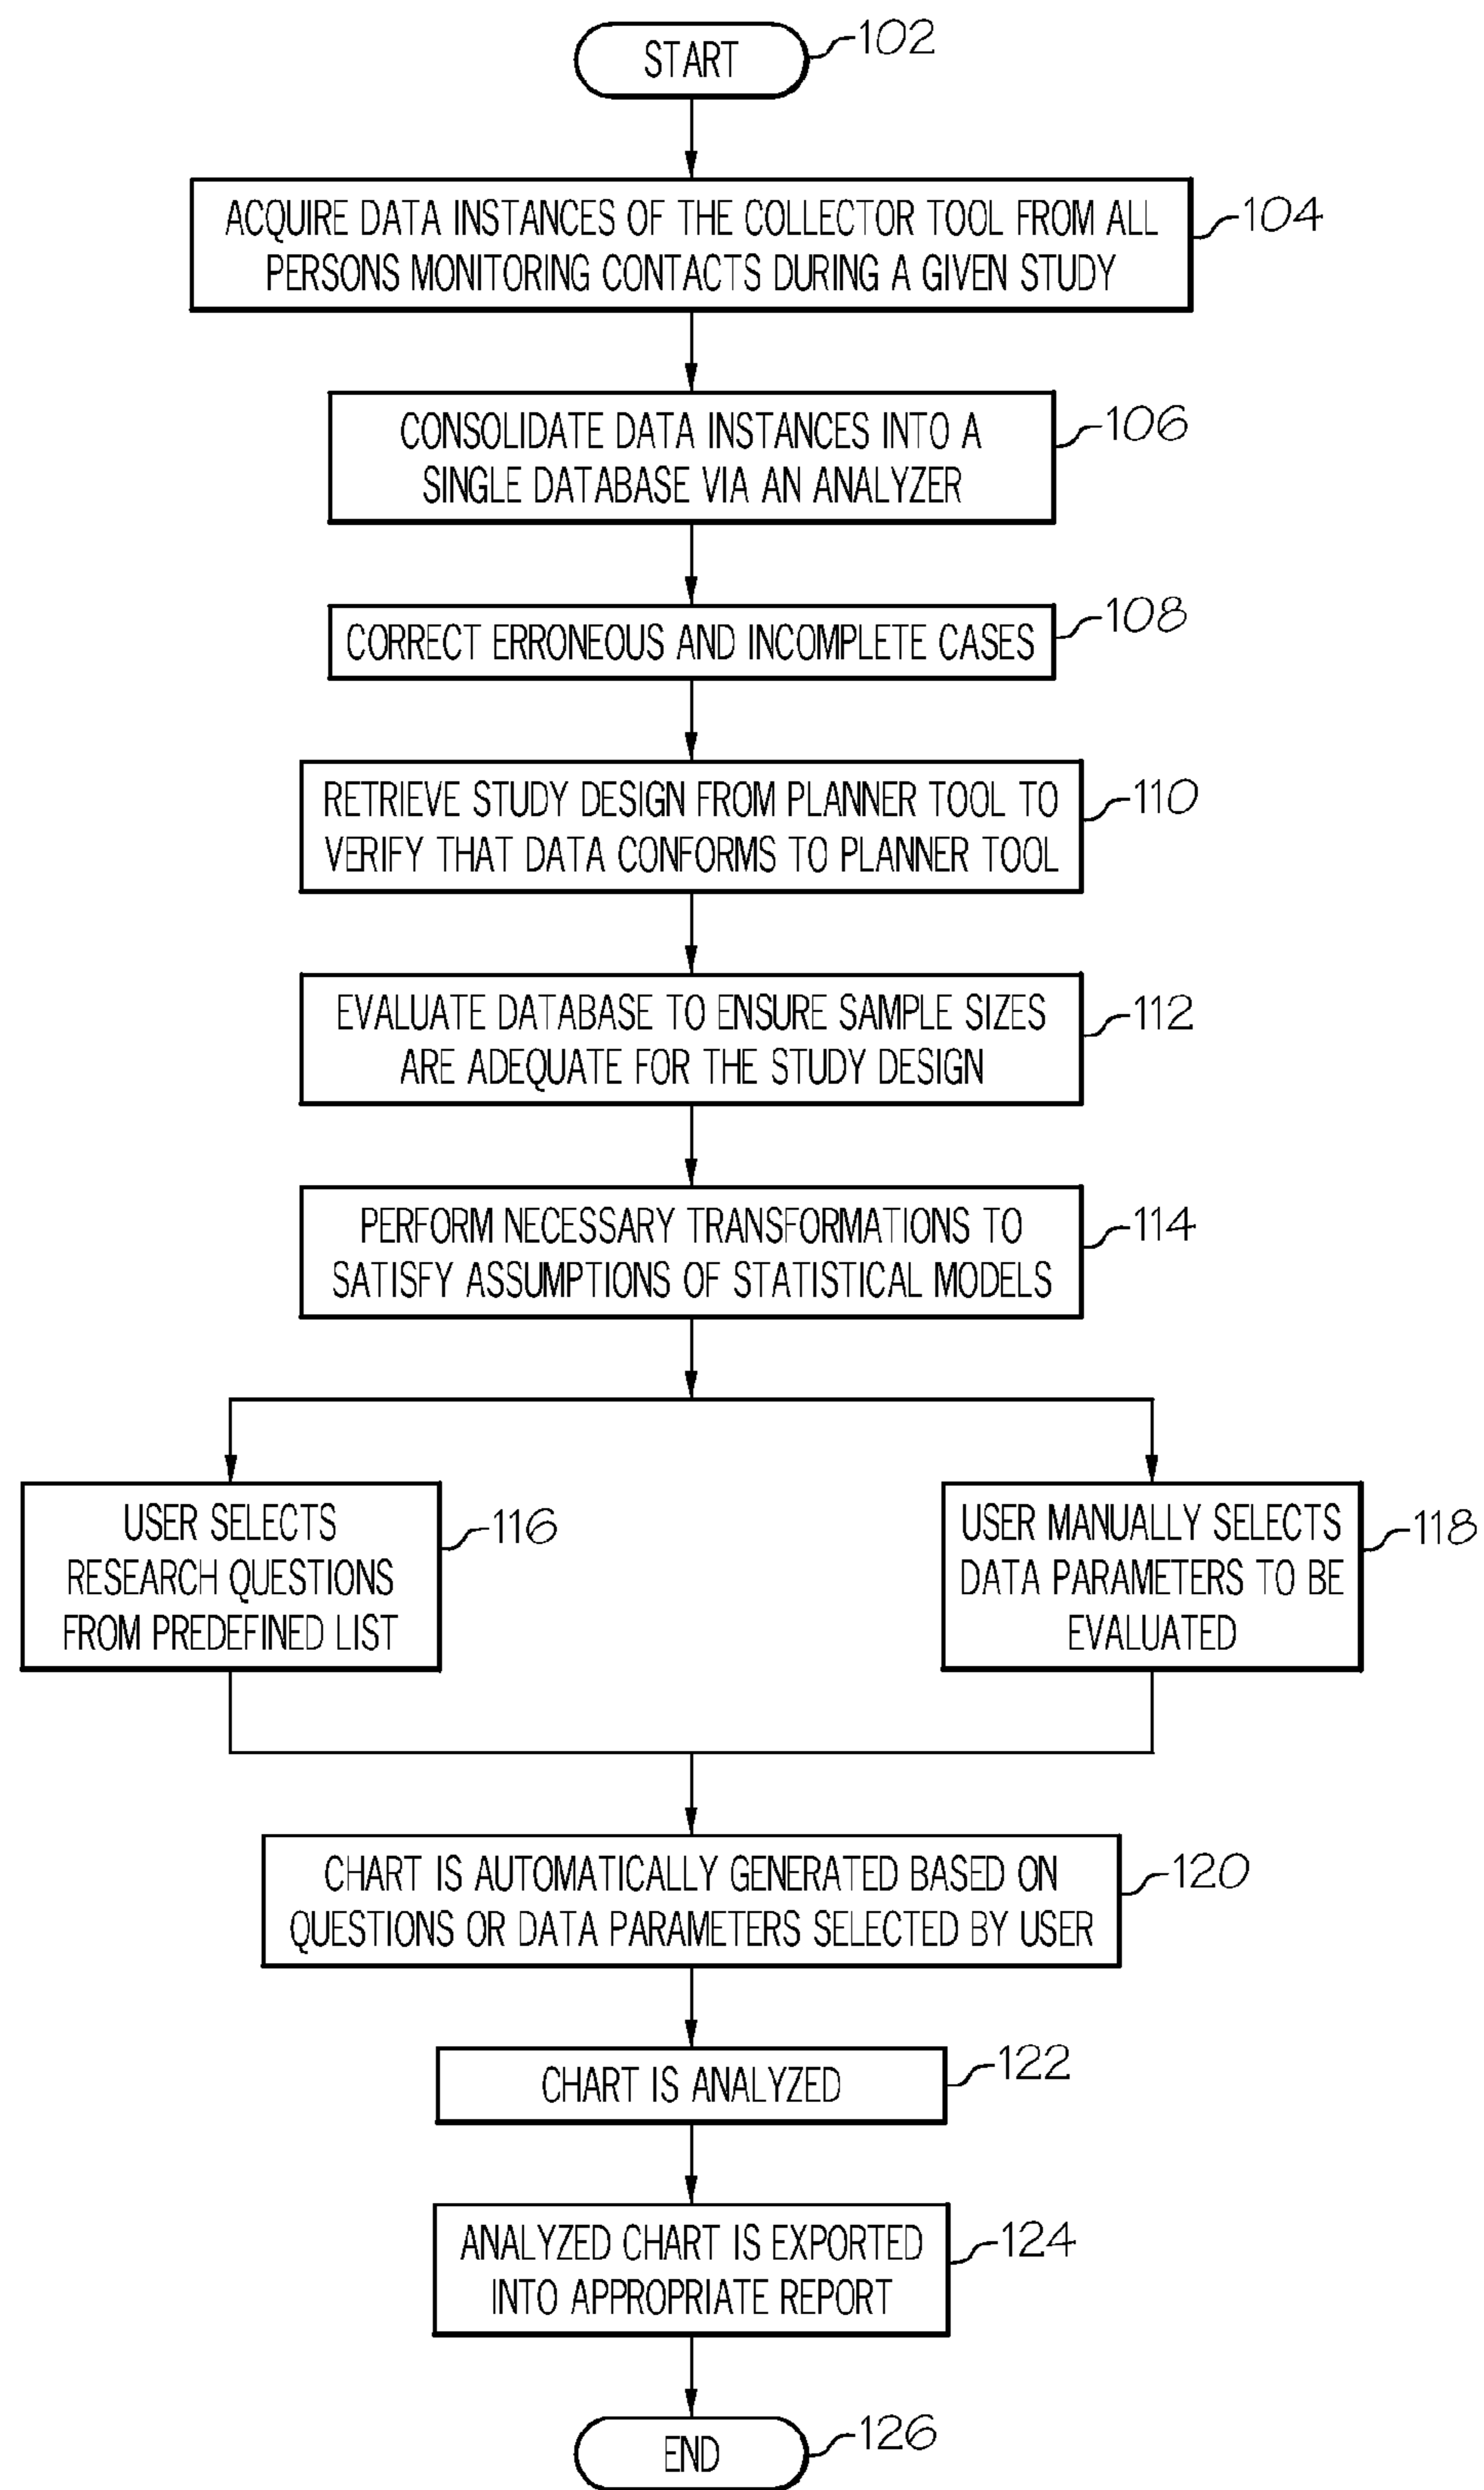 START
102
ACQUIRE DATA INSTANCES OF THE COLLECTOR TOOL FROM ALL
PERSONS MONITORING CONTACTS DURING A GIVEN STUDY
104
CONSOLIDATE DATA INSTANCES INTO A
SINGLE DATABASE VIA AN ANALYZER
106
CORRECT ERRONEOUS AND INCOMPLETE CASES
108
RETRIEVE STUDY DESIGN FROM PLANNER TOOL TO
VERIFY THAT DATA CONFORMS TO PLANNER TOOL
110
EVALUATE DATABASE TO ENSURE SAMPLE SIZES
ARE ADEQUATE FOR THE STUDY DESIGN
112
PERFORM NECESSARY TRANSFORMATIONS TO
SATISFY ASSUMPTIONS OF STATISTICAL MODELS
114
USER SELECTS
RESEARCH QUESTIONS
FROM PREDEFINED LIST
116
USER MANUALLY SELECTS
DATA PARAMETERS TO BE
EVALUATED
118
CHART IS AUTOMATICALLY GENERATED BASED ON
QUESTIONS OR DATA PARAMETERS SELECTED BY USER
120
CHART IS ANALYZED
122
ANALYZED CHART IS EXPORTED
INTO APPROPRIATE REPORT
124
END
126